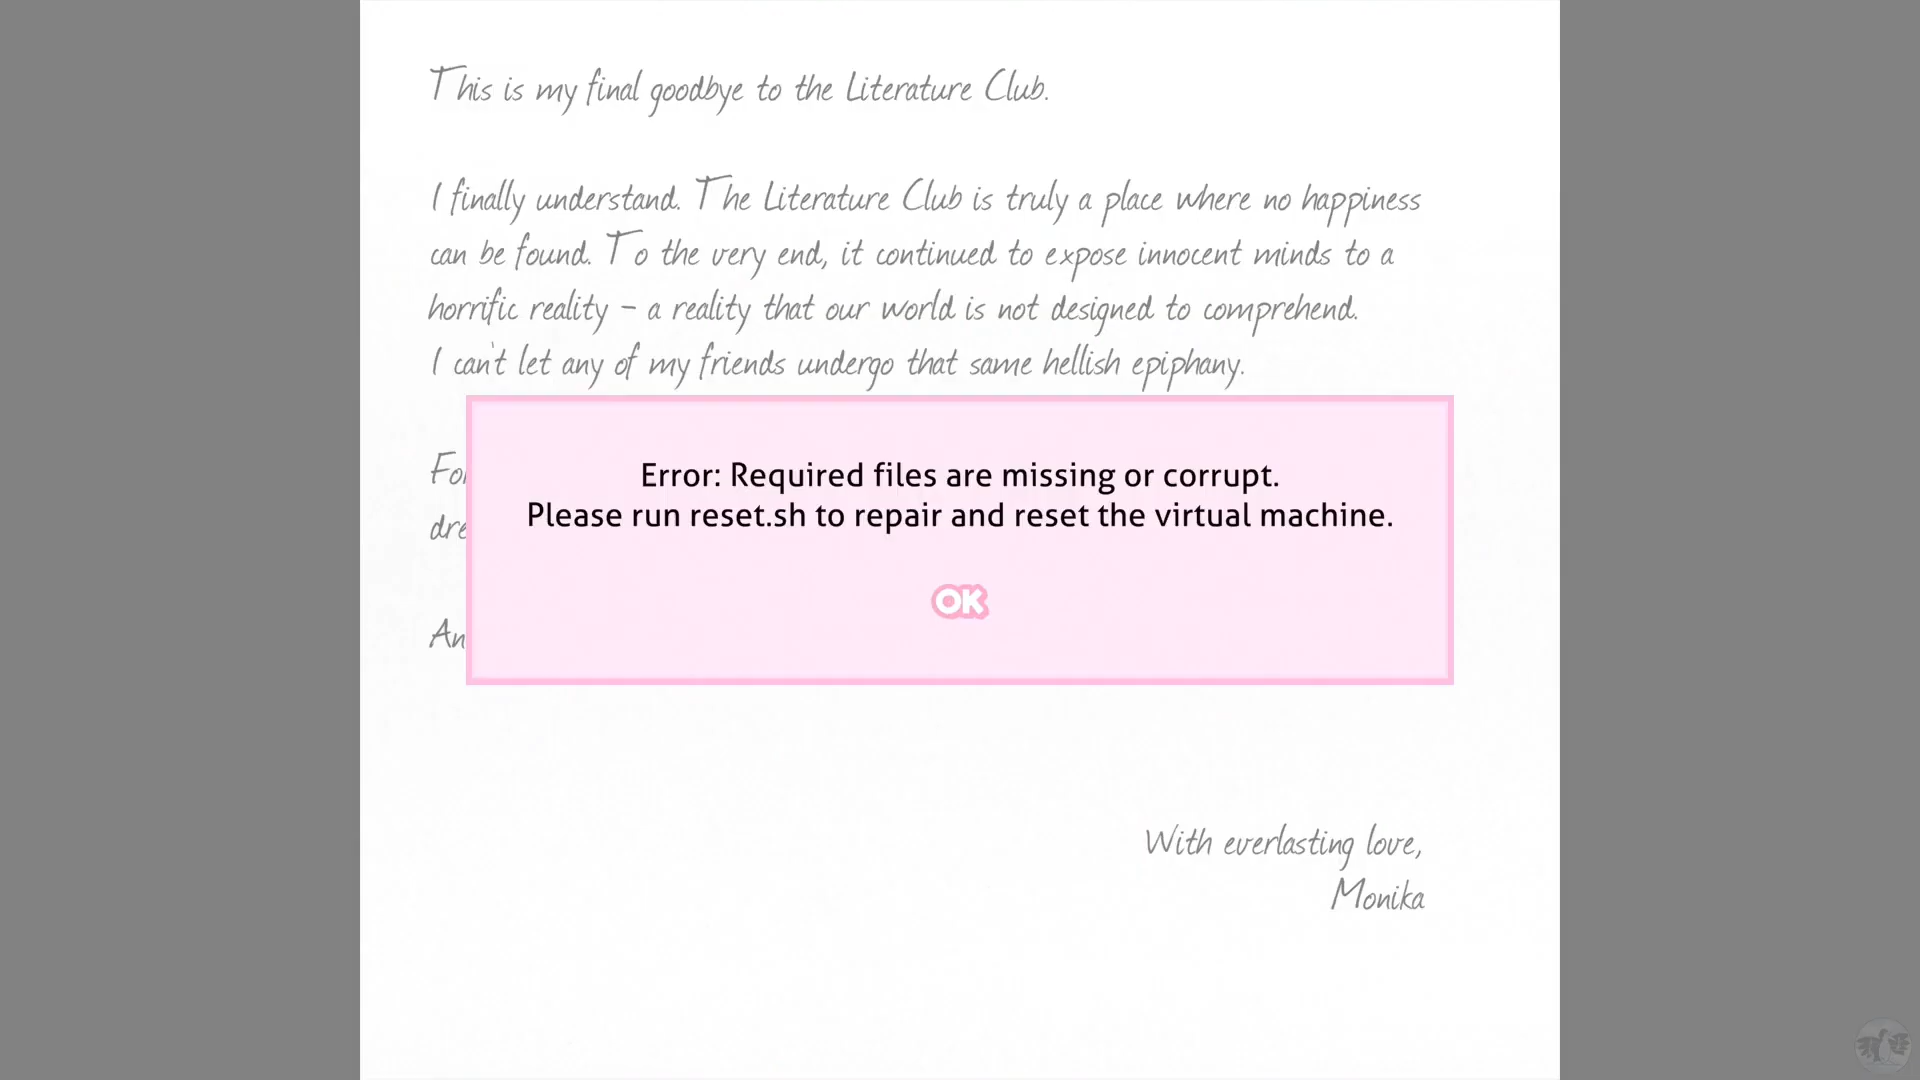 This is my final goodbye to the Literature Club.
I finally understand. The Literature Club is truly a place where no happiness
can be found. To the very end, it continued to expose innocent minds to a
horrific reality – a reality that our world is not designed to comprehend.
I can't let any of my friends undergo that same hellish epiphany.
Error: Required files are missing or corrupt.
Please run reset.sh to repair and reset the virtual machine.
OK
With everlasting love,
Monika